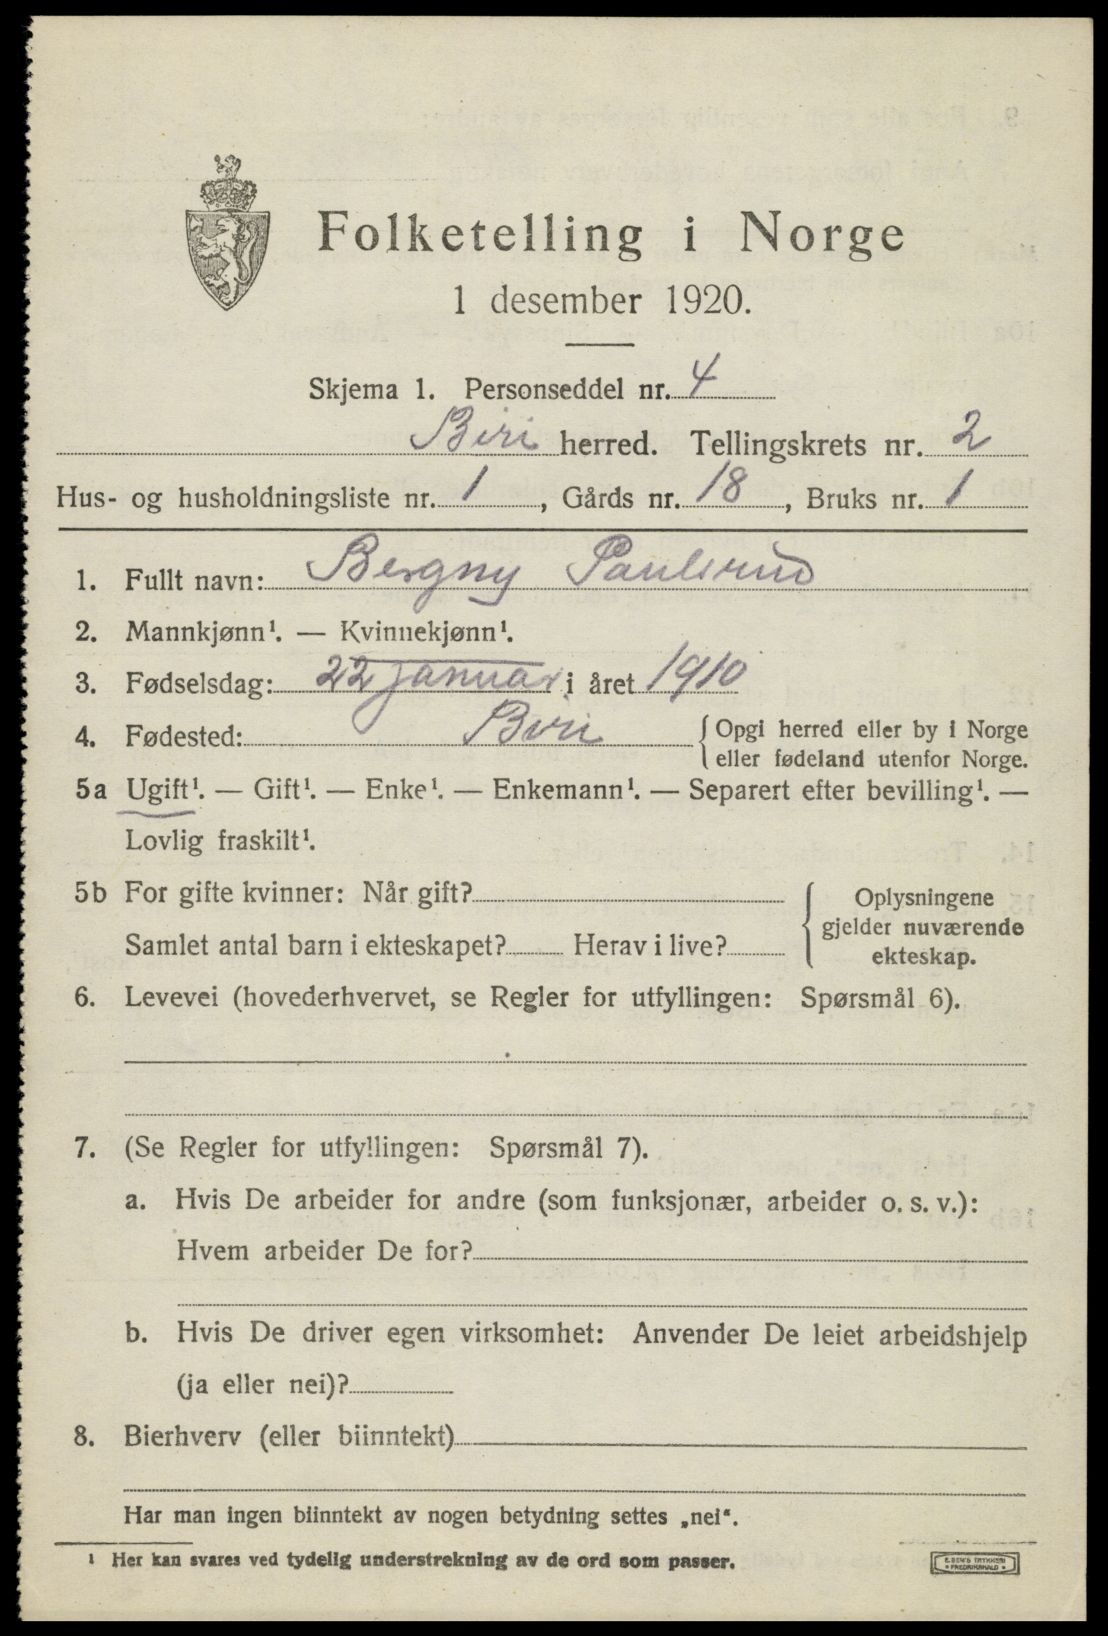 Folketelling i Norge
1 desember 1920.
Skjema 1. Personseddel nr. 4
Biri herred. Tellingskrets nr. 2
Hus- og husholdningsliste nr. 1, Gårds nr. 18, Bruks nr. 1
1. Fullt navn: Bergny Paulsrud
2. Mannkjønn¹. — Kvinnekjønn¹.
3. Fødselsdag: 22 januar i året 1910
4. Fødested: Biri { Opgi herred eller by i Norge
eller fødeland utenfor Norge.
5a Ugift¹. — Gift¹. — Enke¹. — Enkemann¹. — Separert efter bevilling¹. —
Lovlig fraskilt¹.
5b For gifte kvinner: Når gift?
Samlet antal barn i ekteskapet? Herav i live?
{ Oplysningene
gjelder nuværende
ekteskap.
6. Levevei (hovederhvervet, se Regler for utfyllingen: Spørsmål 6).
7. (Se Regler for utfyllingen: Spørsmål 7).
a. Hvis De arbeider for andre (som funksjonær, arbeider o. s. v.):
Hvem arbeider De for?
b. Hvis De driver egen virksomhet: Anvender De leiet arbeidshjelp
(ja eller nei)?
8. Bierhverv (eller biinntekt)
Har man ingen biinntekt av nogen betydning settes „nei“.
¹ Her kan svares ved tydelig understrekning av de ord som passer.
E. SEM'S TRYKKERI
• FREDRIKSHALD •